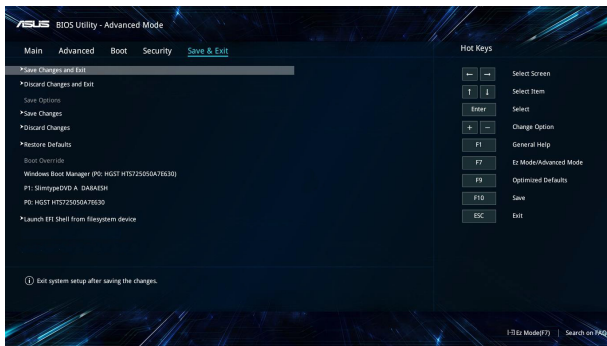 ASUS BIOS Utility - Advanced Mode
Main Advanced Boot Security Save & Exit
Hot Keys
Save Changes and Exit
Discard Changes and Exit
Save Options
Save Changes
Discard Changes
Restore Defaults
Boot Override
Windows Boot Manager (P0: HGST HTS725050A7E630)
P1: SlimtypeDVD A DA8AESH
P0: HGST HTS725050A7E630
Launch EFI Shell from filesystem device
← → Select Screen
↑ ↓ Select Item
Enter Select
+ − Change Option
F1 General Help
F7 Ez Mode/Advanced Mode
F9 Optimized Defaults
F10 Save
ESC Exit
Exit system setup after saving the changes.
Ez Mode(F7) | Search on FAQ